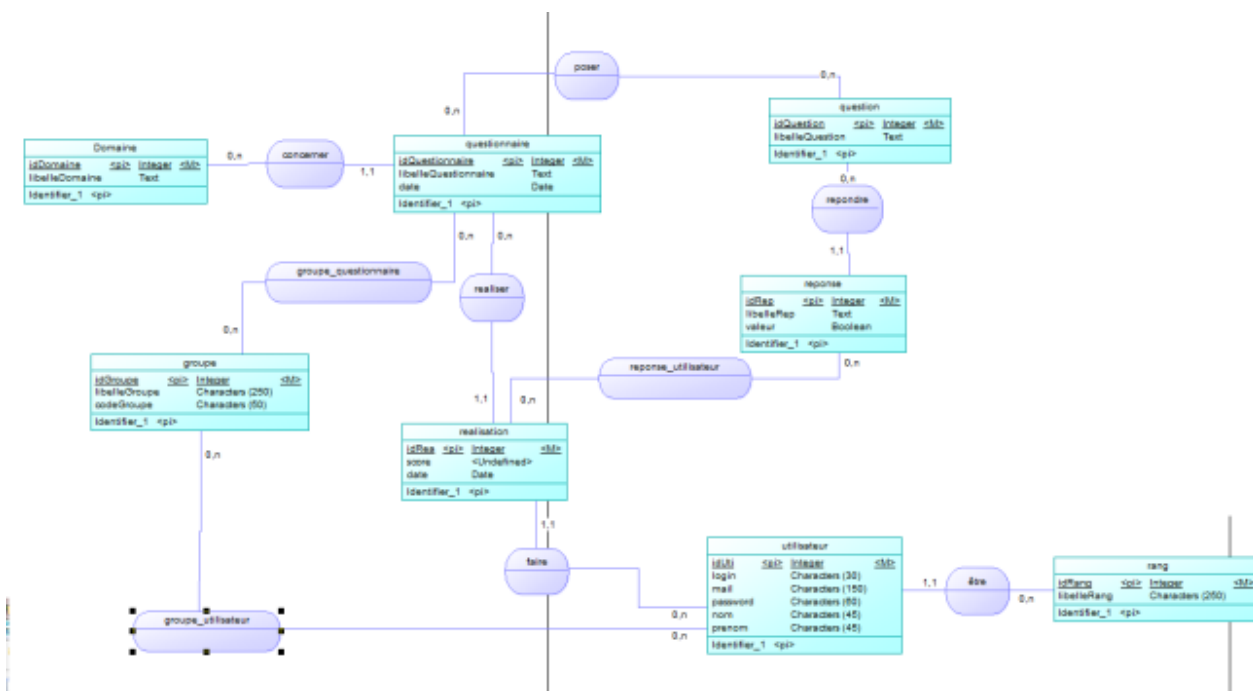 poser
0,n
0,n
question
idQuestion <pi> Integer <M>
libelleQuestion Text
Identifier_1 <pi>
0,n
Domaine
idDomaine <pi> Integer <M>
libelleDomaine Text
Identifier_1 <pi>
0,n
concerner
1,1
questionnaire
idQuestionnaire <pi> Integer <M>
libelleQuestionnaire Text
date Date
Identifier_1 <pi>
0,n
0,n
repondre
1,1
groupe_questionnaire
realiser
reponse
idRep <pi> Integer <M>
libelleRep Text
valeur Boolean
Identifier_1 <pi>
0,n
0,n
groupe
idGroupe <pi> Integer <M>
libelleGroupe Characters (250)
codeGroupe Characters (50)
Identifier_1 <pi>
0,n
reponse_utilisateur
1,1
0,n
realisation
idRea <pi> Integer <M>
score <Undefined>
date Date
Identifier_1 <pi>
1,1
faire
utilisateur
idUti <pi> Integer <M>
login Characters (30)
mail Characters (150)
password Characters (60)
nom Characters (45)
prenom Characters (45)
Identifier_1 <pi>
0,n
0,n
1,1
être
0,n
rang
idRang <pi> Integer <M>
libelleRang Characters (250)
Identifier_1 <pi>
groupe_utilisateur